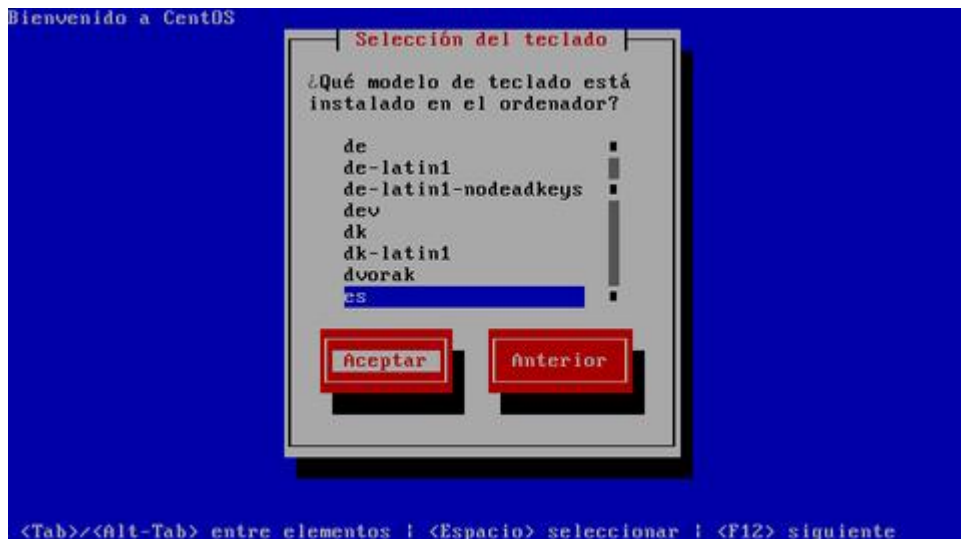 Bienvenido a CentOS
Selección del teclado
¿Qué modelo de teclado está
instalado en el ordenador?
de
de-latin1
de-latin1-nodeadkeys
dev
dk
dk-latin1
dvorak
es
Aceptar
Anterior
<Tab>/<Alt-Tab> entre elementos | <Espacio> seleccionar | <F12> siguiente